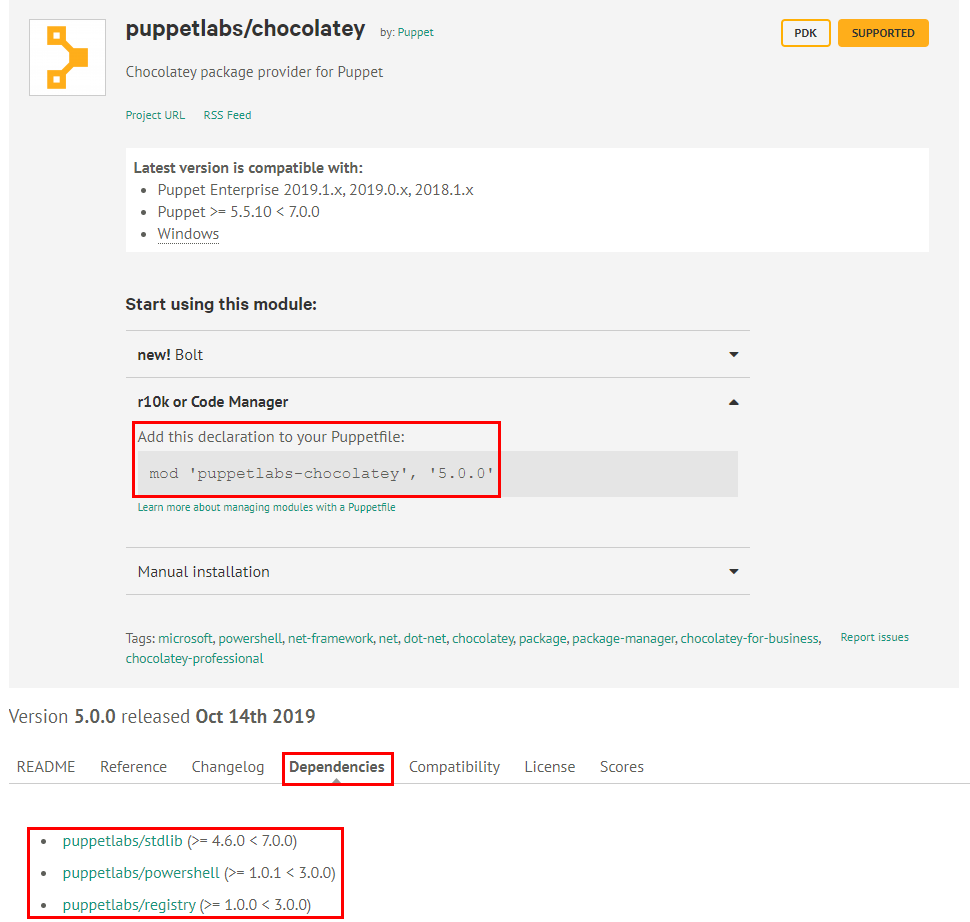 puppetlabs/chocolatey by: Puppet PDK SUPPORTED
Chocolatey package provider for Puppet
Project URL RSS Feed
Latest version is compatible with:
• Puppet Enterprise 2019.1.x, 2019.0.x, 2018.1.x
• Puppet >= 5.5.10 < 7.0.0
• Windows
Start using this module:
new! Bolt
r10k or Code Manager
Add this declaration to your Puppetfile:
mod 'puppetlabs-chocolatey', '5.0.0'
Learn more about managing modules with a Puppetfile
Manual installation
Tags: microsoft, powershell, net-framework, net, dot-net, chocolatey, package, package-manager, chocolatey-for-business, Report issues
chocolatey-professional
Version 5.0.0 released Oct 14th 2019
README Reference Changelog Dependencies Compatibility License Scores
• puppetlabs/stdlib (>= 4.6.0 < 7.0.0)
• puppetlabs/powershell (>= 1.0.1 < 3.0.0)
• puppetlabs/registry (>= 1.0.0 < 3.0.0)